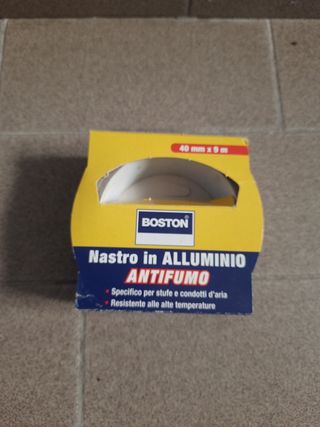 40 mm x 9 m
BOSTON®
Nastro in ALLUMINIO
ANTIFUMO
• Specifico per stufe e condotti d'aria
• Resistente alle alte temperature